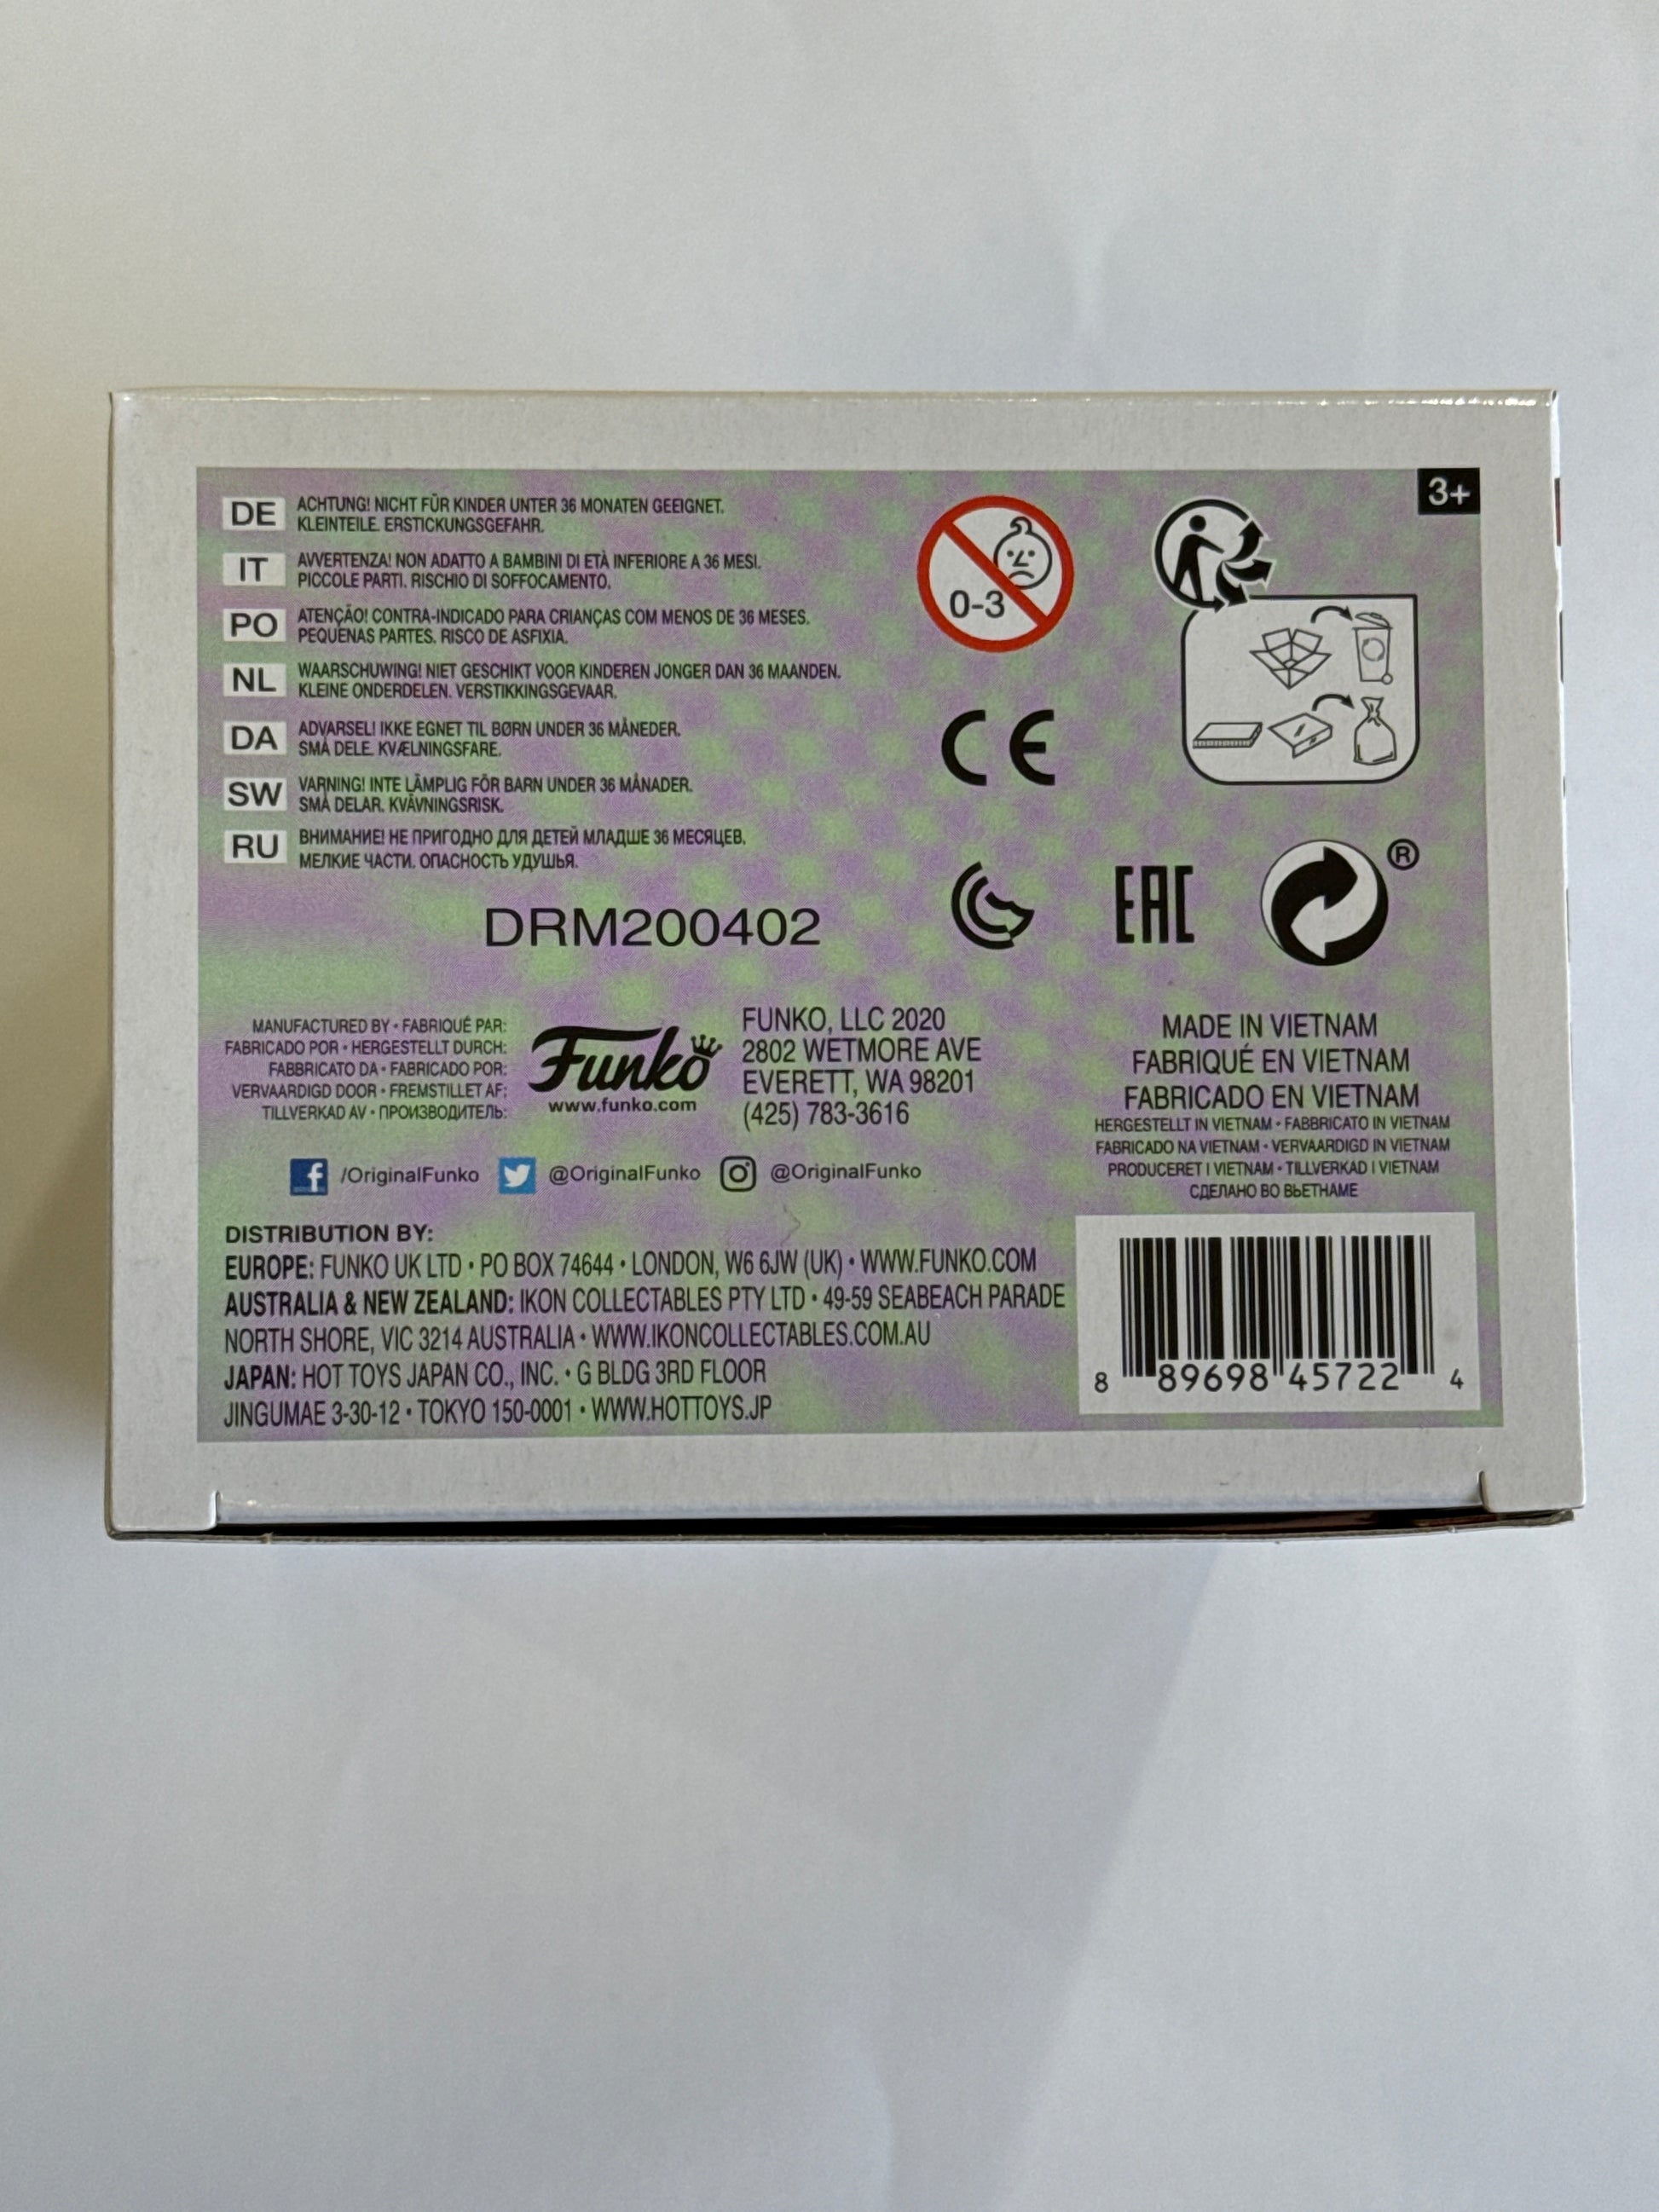 3+
DE ACHTUNG! NICHT FÜR KINDER UNTER 36 MONATEN GEEIGNET.
KLEINTEILE. ERSTICKUNGSGEFAHR.
IT AVVERTENZA! NON ADATTO A BAMBINI DI ETÀ INFERIORE A 36 MESI.
PICCOLE PARTI. RISCHIO DI SOFFOCAMENTO.
PO ATENÇÃO! CONTRA-INDICADO PARA CRIANÇAS COM MENOS DE 36 MESES.
PEQUENAS PARTES. RISCO DE ASFIXIA.
NL WAARSCHUWING! NIET GESCHIKT VOOR KINDEREN JONGER DAN 36 MAANDEN.
KLEINE ONDERDELEN. VERSTIKKINGSGEVAAR.
DA ADVARSEL! IKKE EGNET TIL BØRN UNDER 36 MÅNEDER.
SMÅ DELE. KVÆLNINGSFARE.
SW VARNING! INTE LÄMPLIG FÖR BARN UNDER 36 MÅNADER.
SMÅ DELAR. KVÄVNINGSRISK.
RU ВНИМАНИЕ! НЕ ПРИГОДНО ДЛЯ ДЕТЕЙ МЛАДШЕ 36 МЕСЯЦЕВ.
МЕЛКИЕ ЧАСТИ. ОПАСНОСТЬ УДУШЬЯ.
0-3
CE
DRM200402
EAC
®
MANUFACTURED BY • FABRIQUÉ PAR:
FABRICADO POR • HERGESTELLT DURCH:
FABBRICATO DA • FABRICADO POR:
VERVAARDIGD DOOR • FREMSTILLET AF:
TILLVERKAD AV • ПРОИЗВОДИТЕЛЬ:
Funko
www.funko.com
FUNKO, LLC 2020
2802 WETMORE AVE
EVERETT, WA 98201
(425) 783-3616
MADE IN VIETNAM
FABRIQUÉ EN VIETNAM
FABRICADO EN VIETNAM
HERGESTELLT IN VIETNAM • FABBRICATO IN VIETNAM
FABRICADO NA VIETNAM • VERVAARDIGD IN VIETNAM
PRODUCERET I VIETNAM • TILLVERKAD I VIETNAM
СДЕЛАНО ВО ВЬЕТНАМЕ
/OriginalFunko @OriginalFunko @OriginalFunko
DISTRIBUTION BY:
EUROPE: FUNKO UK LTD • PO BOX 74644 • LONDON, W6 6JW (UK) • WWW.FUNKO.COM
AUSTRALIA & NEW ZEALAND: IKON COLLECTABLES PTY LTD • 49-59 SEABEACH PARADE
NORTH SHORE, VIC 3214 AUSTRALIA • WWW.IKONCOLLECTABLES.COM.AU
JAPAN: HOT TOYS JAPAN CO., INC. • G BLDG 3RD FLOOR
JINGUMAE 3-30-12 • TOKYO 150-0001 • WWW.HOTTOYS.JP
8 89698 45722 4